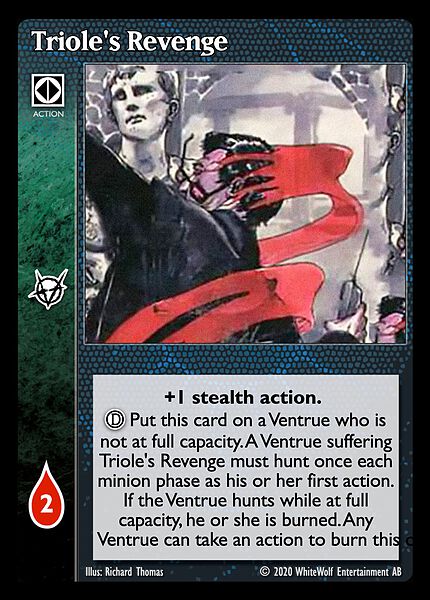 Triole's Revenge
ACTION
+1 stealth action.
D Put this card on a Ventrue who is
not at full capacity. A Ventrue suffering
Triole's Revenge must hunt once each
minion phase as his or her first action.
If the Ventrue hunts while at full
capacity, he or she is burned. Any
Ventrue can take an action to burn this
2
Illus: Richard Thomas © 2020 WhiteWolf Entertainment AB